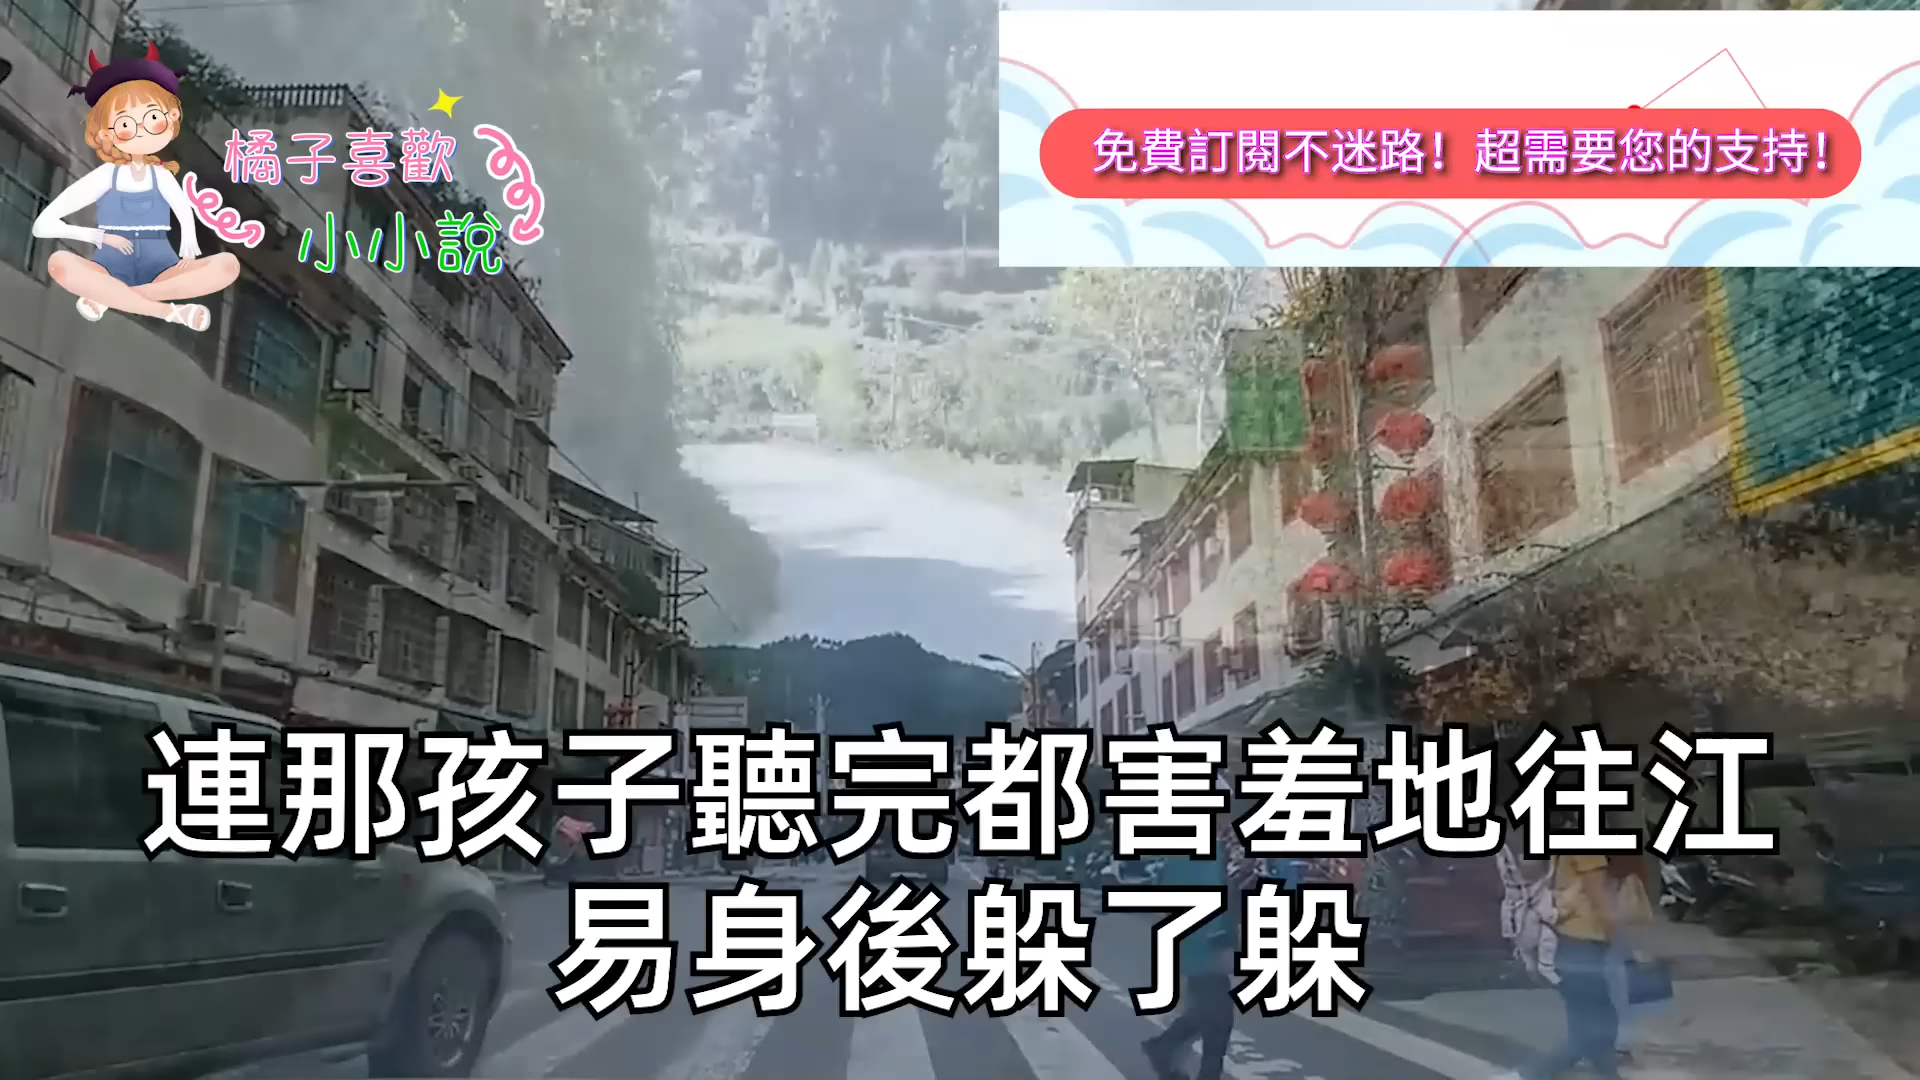 橘子喜歡
小小說
免費訂閱不迷路！超需要您的支持！
連那孩子聽完都害羞地往江
易身後躲了躲